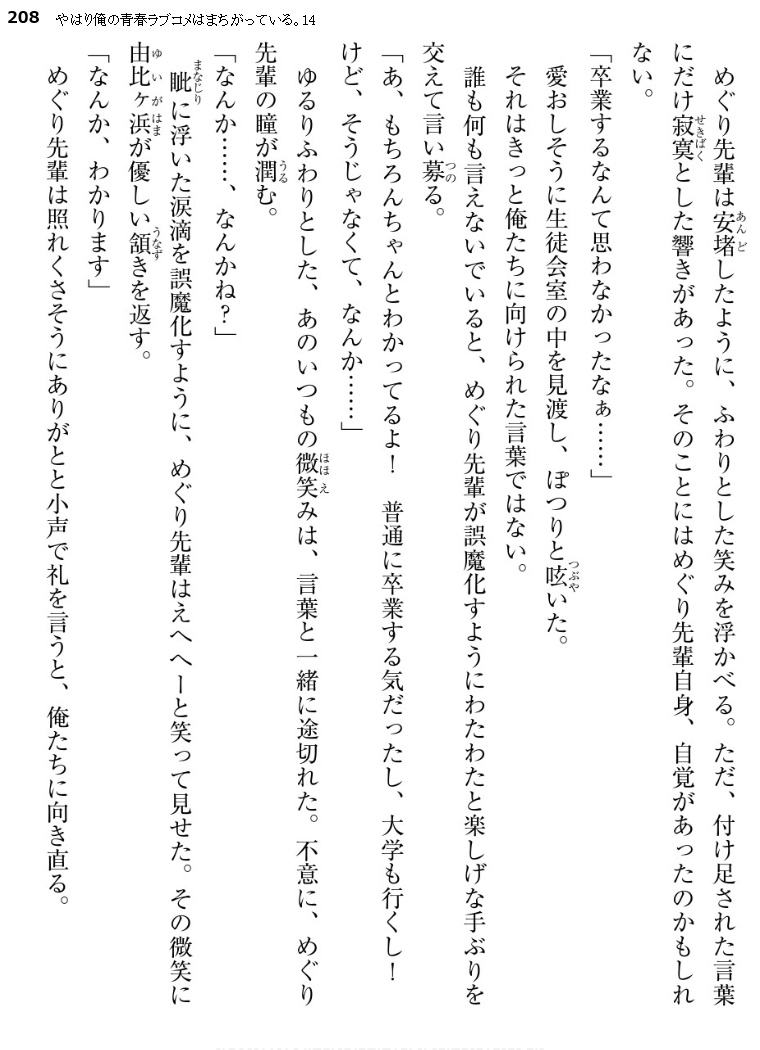 208 やはり俺の青春ラブコメはまちがっている。14
　めぐり先輩は安堵したように、ふわりとした笑みを浮かべる。ただ、付け足された言葉
にだけ寂寞とした響きがあった。そのことにはめぐり先輩自身、自覚があったのかもしれ
ない。
「卒業するなんて思わなかったなぁ……」
　愛おしそうに生徒会室の中を見渡し、ぽつりと呟いた。
　それはきっと俺たちに向けられた言葉ではない。
　誰も何も言えないでいると、めぐり先輩が誤魔化すようにわたわたと楽しげな手ぶりを
交えて言い募る。
「あ、もちろんちゃんとわかってるよ！　普通に卒業する気だったし、大学も行くし！
けど、そうじゃなくて、なんか……」
　ゆるりふわりとした、あのいつもの微笑みは、言葉と一緒に途切れた。不意に、めぐり
先輩の瞳が潤む。
「なんか……、なんかね？」
　眦に浮いた涙滴を誤魔化すように、めぐり先輩はえへへーと笑って見せた。その微笑に
由比ヶ浜が優しい頷きを返す。
「なんか、わかります」
　めぐり先輩は照れくさそうにありがとと小声で礼を言うと、俺たちに向き直る。